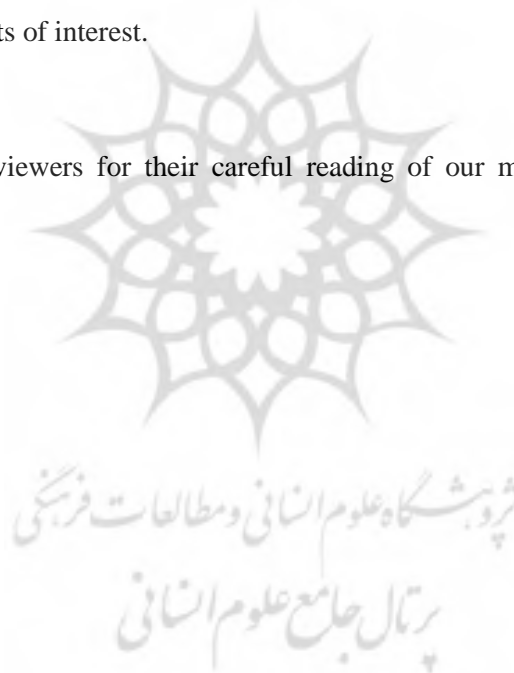 ts of interest.
viewers for their careful reading of our m
پژوهشگاه علوم انسانی و مطالعات فرهنگی
پرتال جامع علوم انسانی